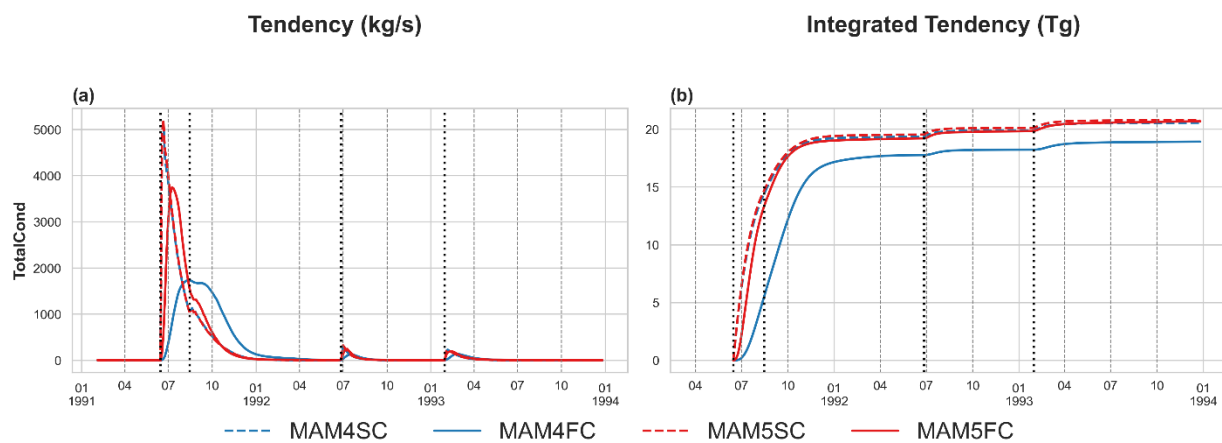 Tendency (kg/s)
Integrated Tendency (Tg)
(a)
(b)
TotalCond
5000
4000
3000
2000
1000
0
01 04 07 10 01 04 07 10 01 04 07 10 01
1991 1992 1993 1994
20
15
10
5
0
04 07 10 01 04 07 10 01 04 07 10 01
1992 1993 1994
MAM4SC MAM4FC MAM5SC MAM5FC